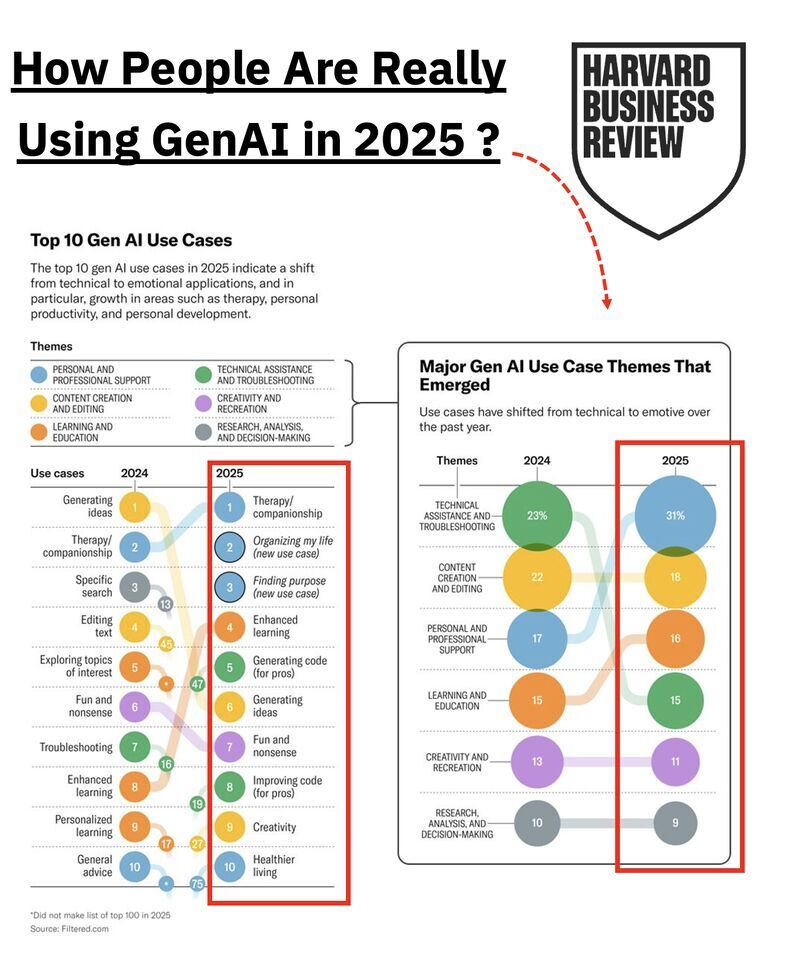 How People Are Really
Using GenAI in 2025 ?
HARVARD
BUSINESS
REVIEW
Top 10 Gen AI Use Cases
The top 10 gen AI use cases in 2025 indicate a shift
from technical to emotional applications, and in
particular, growth in areas such as therapy, personal
productivity, and personal development.
Themes
PERSONAL AND
PROFESSIONAL SUPPORT
TECHNICAL ASSISTANCE
AND TROUBLESHOOTING
CONTENT CREATION
AND EDITING
CREATIVITY AND
RECREATION
LEARNING AND
EDUCATION
RESEARCH, ANALYSIS,
AND DECISION-MAKING
Use cases 2024 2025
Generating
ideas
1
1
Therapy/
companionship
Therapy/
companionship
2
2
Organizing my life
(new use case)
Specific
search
3
13
3
Finding purpose
(new use case)
Editing
text
4
45
4
Enhanced
learning
Exploring topics
of interest
5
*
47
5
Generating code
(for pros)
Fun and
nonsense
6
6
Generating
ideas
Troubleshooting
7
16
7
Fun and
nonsense
Enhanced
learning
8
19
8
Improving code
(for pros)
Personalized
learning
9
17
27
9
Creativity
General
advice
10
*
75
10
Healthier
living
*Did not make list of top 100 in 2025
Source: Filtered.com
Major Gen AI Use Case Themes That
Emerged
Use cases have shifted from technical to emotive over
the past year.
Themes 2024 2025
TECHNICAL
ASSISTANCE AND
TROUBLESHOOTING
23%
31%
CONTENT
CREATION
AND EDITING
22
18
PERSONAL AND
PROFESSIONAL
SUPPORT
17
16
LEARNING AND
EDUCATION
15
15
CREATIVITY AND
RECREATION
13
11
RESEARCH,
ANALYSIS, AND
DECISION-MAKING
10
9